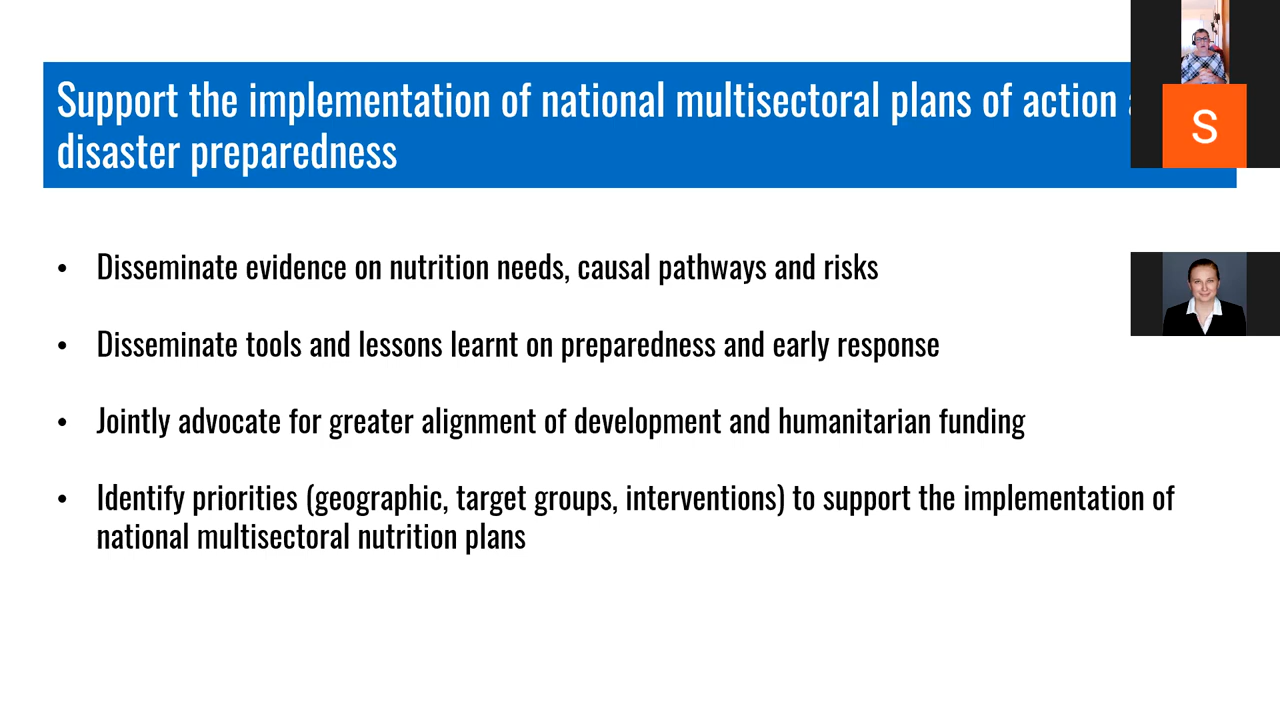 Support the implementation of national multisectoral plans of action
disaster preparedness
S
• Disseminate evidence on nutrition needs, causal pathways and risks
• Disseminate tools and lessons learnt on preparedness and early response
• Jointly advocate for greater alignment of development and humanitarian funding
• Identify priorities (geographic, target groups, interventions) to support the implementation of
national multisectoral nutrition plans